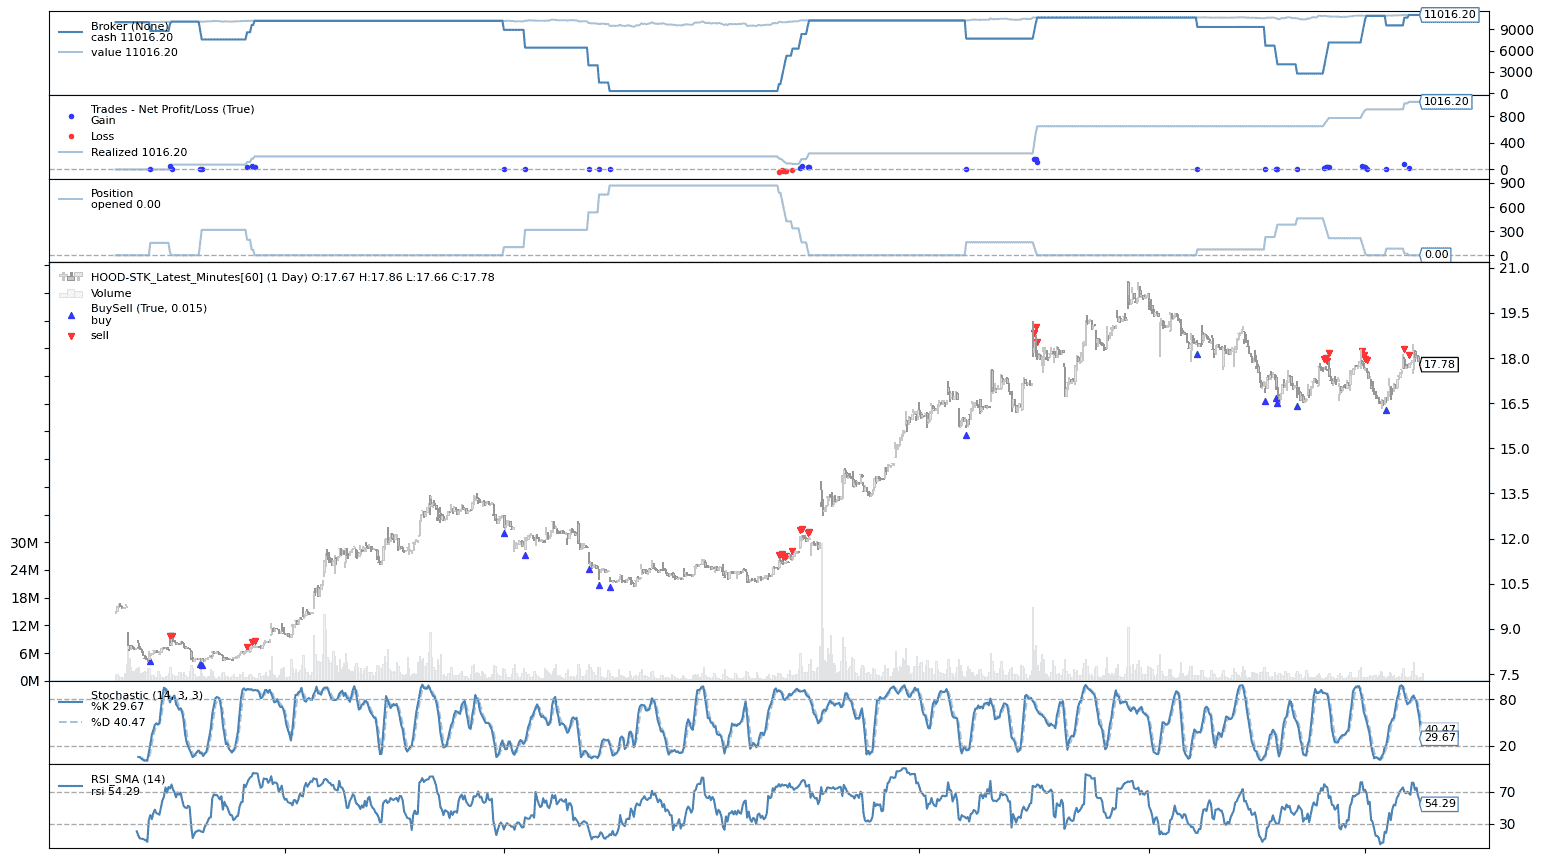 Broker (None)
cash 11016.20
value 11016.20
11016.20
9000
6000
3000
0
Trades - Net Profit/Loss (True)
Gain
Loss
Realized 1016.20
1016.20
800
400
0
Position
opened 0.00
900
600
300
0
0.00
HOOD-STK_Latest_Minutes[60] (1 Day) O:17.67 H:17.86 L:17.66 C:17.78
Volume
BuySell (True, 0.015)
buy
sell
21.0
19.5
18.0
17.78
16.5
15.0
13.5
12.0
10.5
9.0
7.5
30M
24M
18M
12M
6M
0M
Stochastic (14, 3, 3)
%K 29.67
%D 40.47
80
40.47
29.67
20
RSI_SMA (14)
rsi 54.29
70
54.29
30